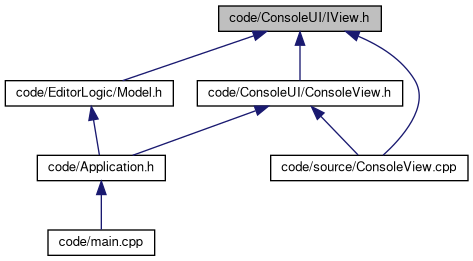 code/ConsoleUI/IView.h
code/EditorLogic/Model.h
code/ConsoleUI/ConsoleView.h
code/Application.h
code/source/ConsoleView.cpp
code/main.cpp